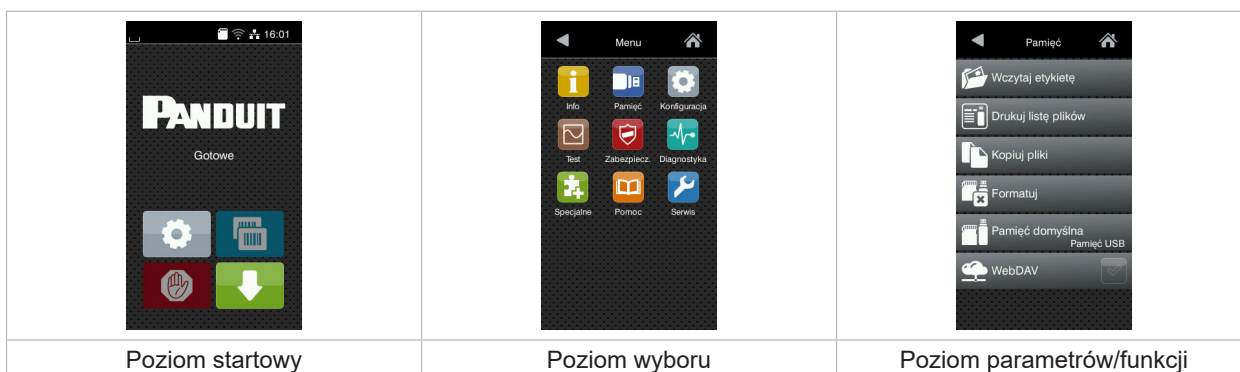 16:01
PANDUIT
Gotowe
Poziom startowy
Menu
Info Pamięć Konfiguracja
Test Zabezpiecz. Diagnostyka
Specjalne Pomoc Serwis
Poziom wyboru
Pamięć
Wczytaj etykietę
Drukuj listę plików
Kopiuj pliki
Formatuj
Pamięć domyślna
Pamięć USB
WebDAV
Poziom parametrów/funkcji